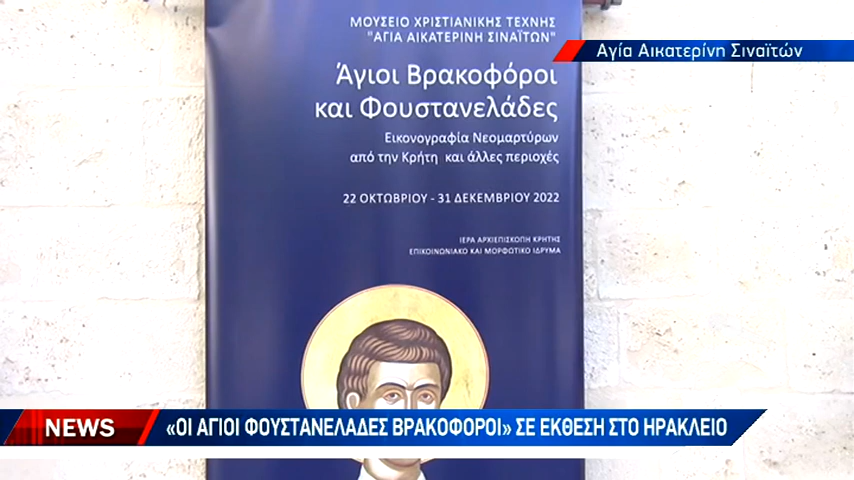 ΜΟΥΣΕΙΟ ΧΡΙΣΤΙΑΝΙΚΗΣ ΤΕΧΝΗΣ
"ΑΓΙΑ ΑΙΚΑΤΕΡΙΝΗ ΣΙΝΑΪΤΩΝ"
Αγία Αικατερίνη Σιναϊτών
Άγιοι Βρακοφόροι
και Φουστανελάδες
Εικονογραφία Νεομαρτύρων
από την Κρήτη και άλλες περιοχές
22 ΟΚΤΩΒΡΙΟΥ - 31 ΔΕΚΕΜΒΡΙΟΥ 2022
ΙΕΡΑ ΑΡΧΙΕΠΙΣΚΟΠΗ ΚΡΗΤΗΣ
ΕΠΙΚΟΙΝΩΝΙΑΚΟ ΚΑΙ ΜΟΡΦΩΤΙΚΟ ΙΔΡΥΜΑ
NEWS «ΟΙ ΑΓΙΟΙ ΦΟΥΣΤΑΝΕΛΑΔΕΣ ΒΡΑΚΟΦΟΡΟΙ» ΣΕ ΕΚΘΕΣΗ ΣΤΟ ΗΡΑΚΛΕΙΟ